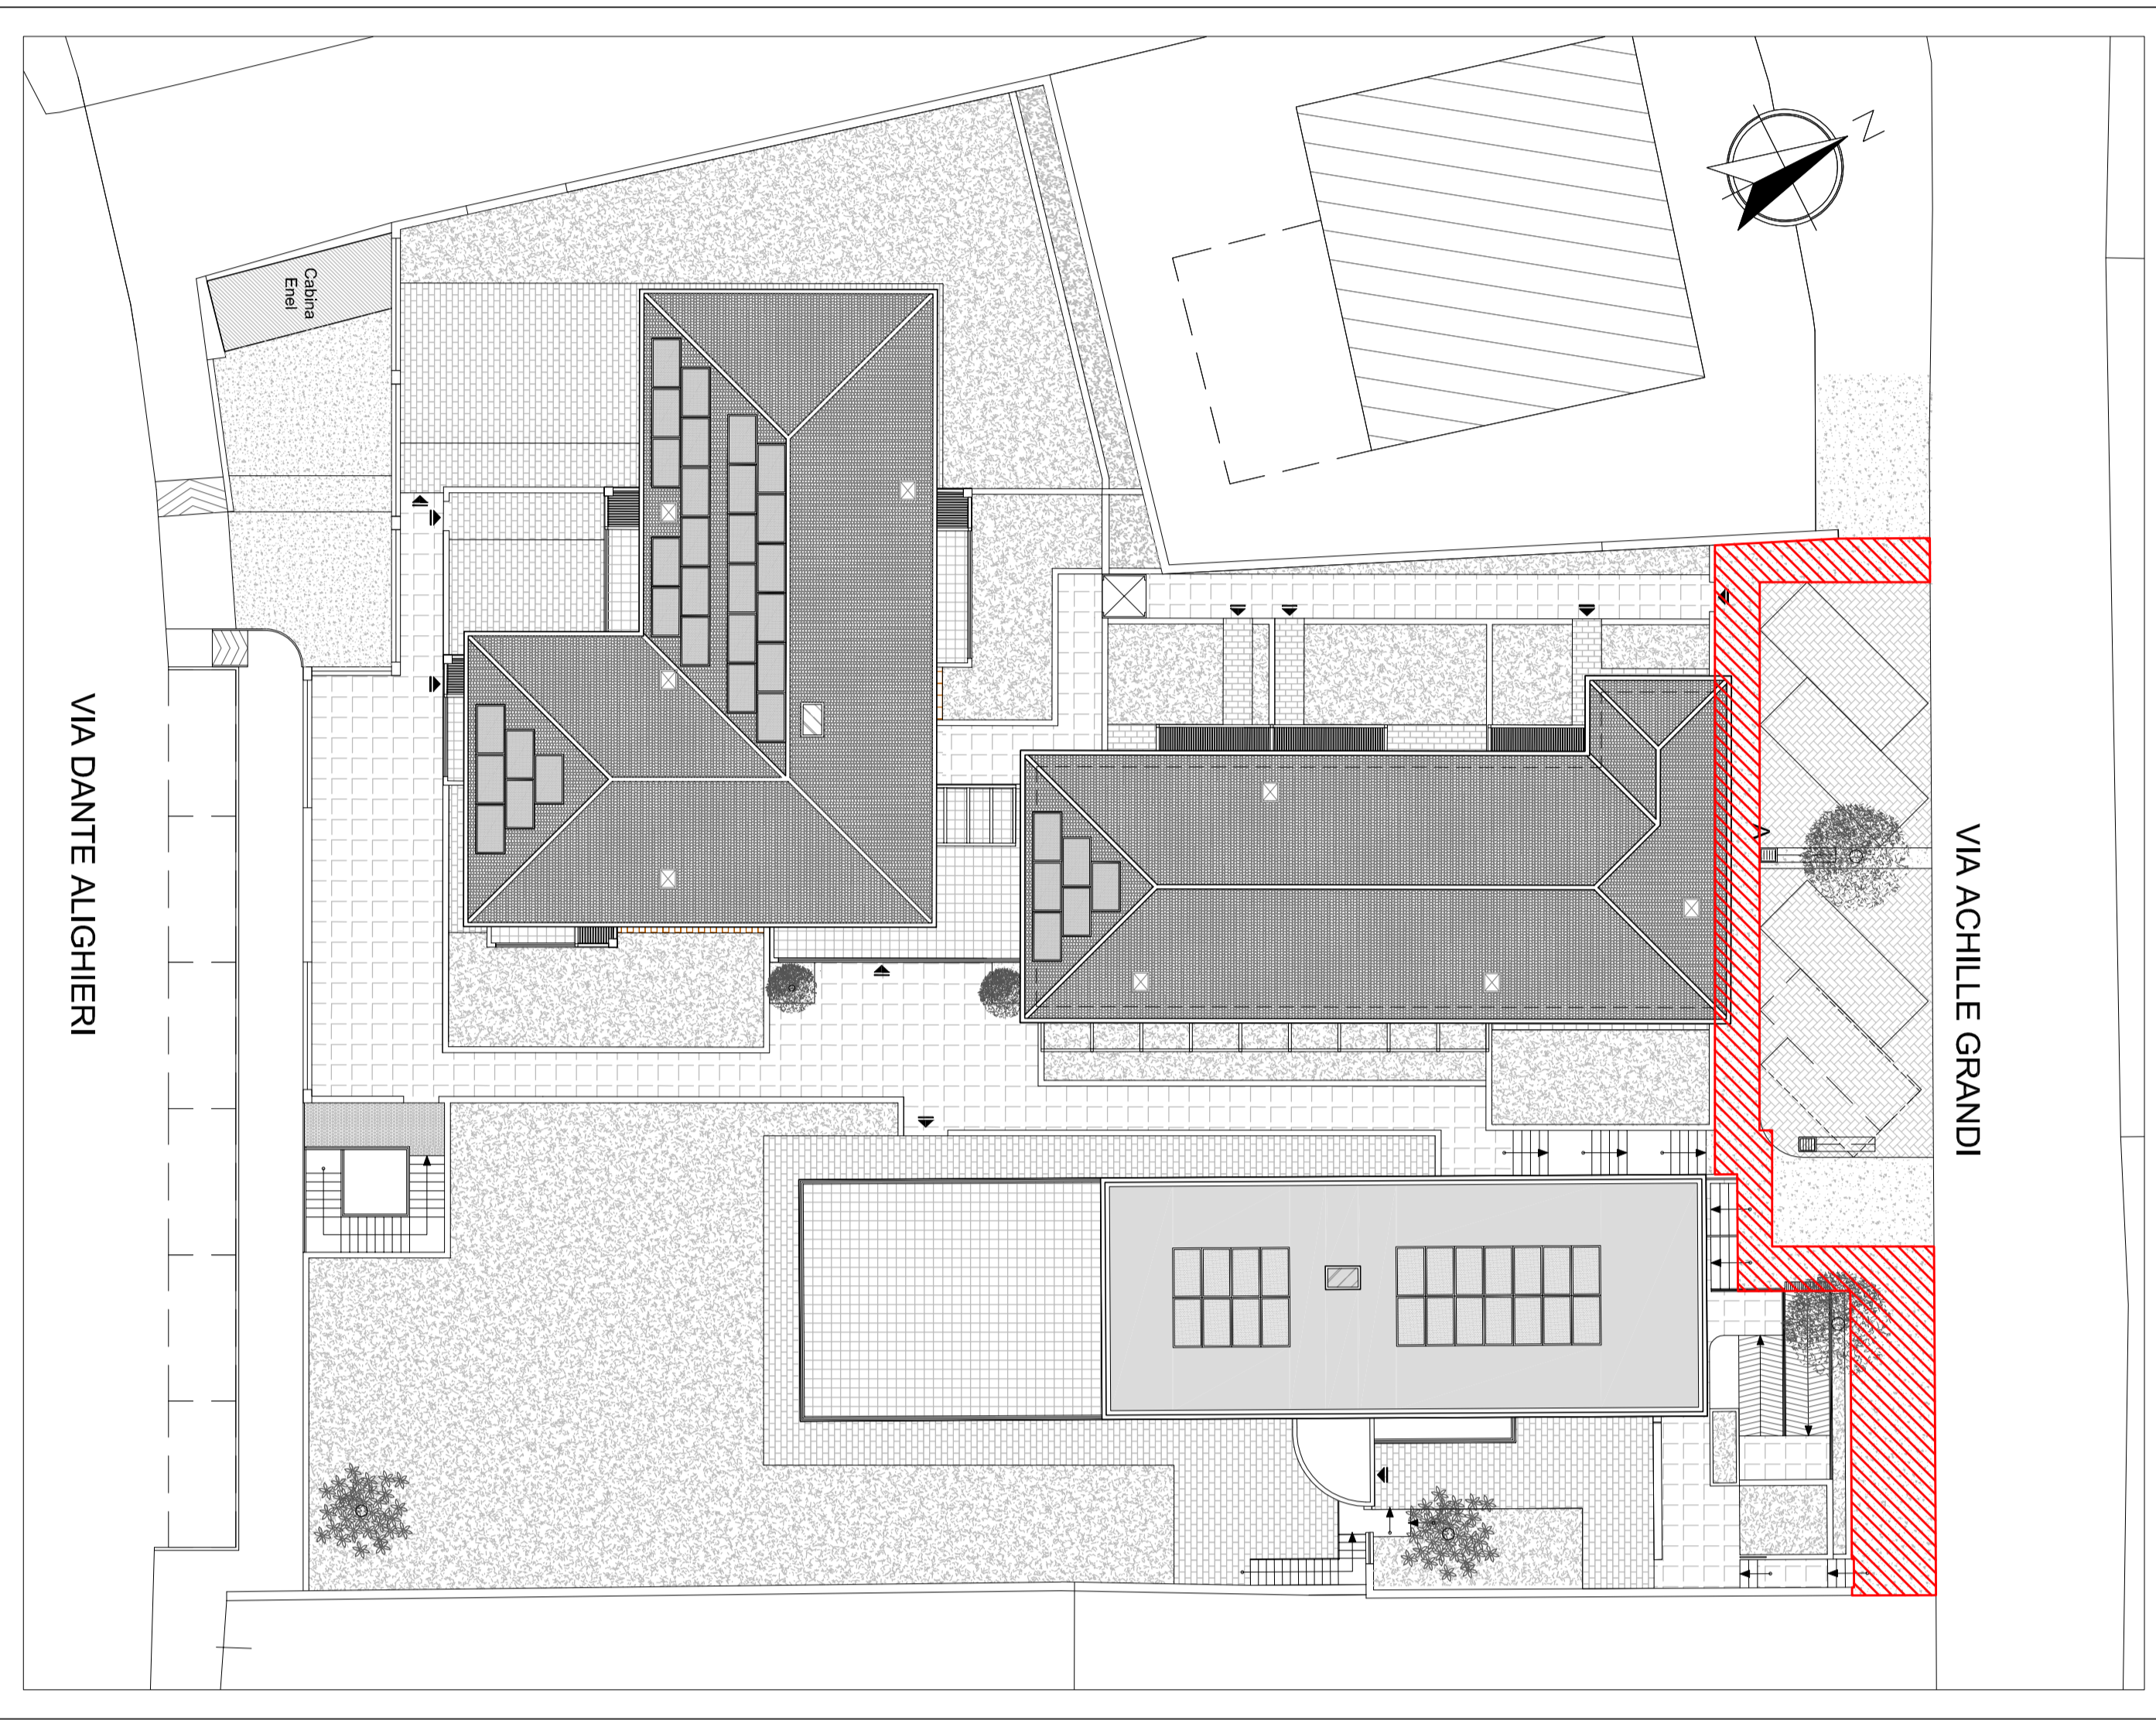 N
Cabina
Enel
VIA DANTE ALIGHIERI
VIA ACHILLE GRANDI
A